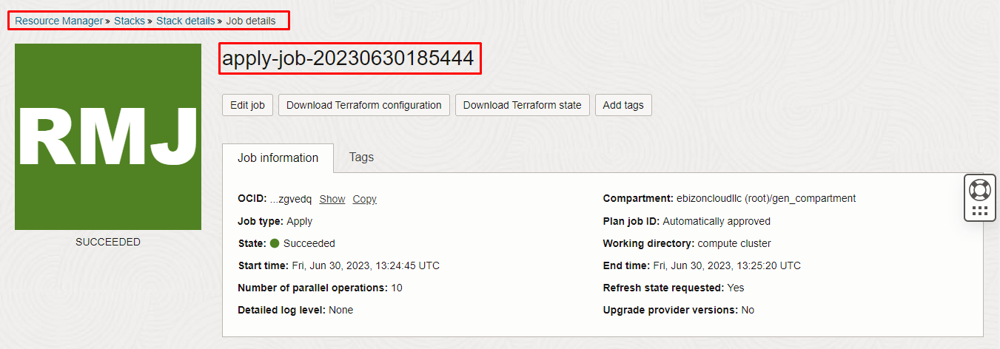 Resource Manager » Stacks » Stack details » Job details
RMJ
SUCCEEDED
apply-job-20230630185444
Edit job Download Terraform configuration Download Terraform state Add tags
Job information Tags
OCID: ...zgvedq Show Copy
Job type: Apply
State: Succeeded
Start time: Fri, Jun 30, 2023, 13:24:45 UTC
Number of parallel operations: 10
Detailed log level: None
Compartment: ebizoncloudllc (root)/gen_compartment
Plan job ID: Automatically approved
Working directory: compute cluster
End time: Fri, Jun 30, 2023, 13:25:20 UTC
Refresh state requested: Yes
Upgrade provider versions: No